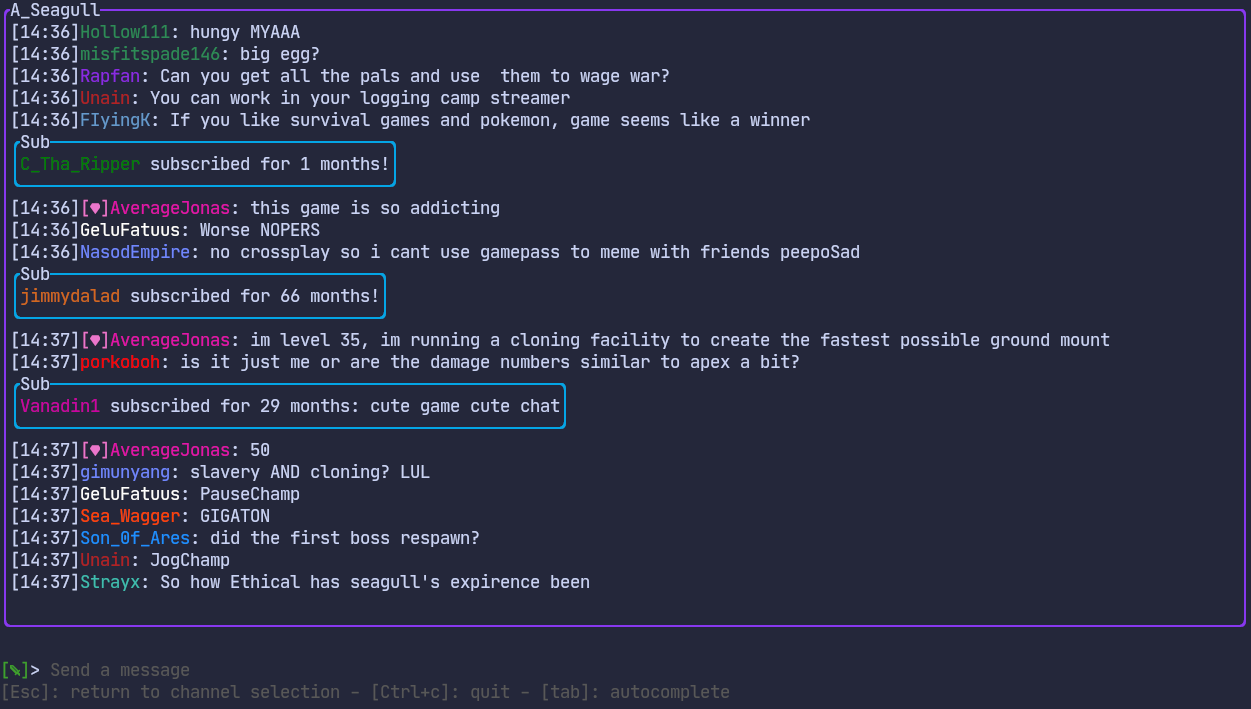 A_Seagull
[14:36]Hollow111: hungy MYAAA
[14:36]misfitspade146: big egg?
[14:36]Rapfan: Can you get all the pals and use  them to wage war?
[14:36]Unain: You can work in your logging camp streamer
[14:36]FIyingK: If you like survival games and pokemon, game seems like a winner
Sub
C_Tha_Ripper subscribed for 1 months!
[14:36][♥]AverageJonas: this game is so addicting
[14:36]GeluFatuus: Worse NOPERS
[14:36]NasodEmpire: no crossplay so i cant use gamepass to meme with friends peepoSad
Sub
jimmydalad subscribed for 66 months!
[14:37][♥]AverageJonas: im level 35, im running a cloning facility to create the fastest possible ground mount
[14:37]porkoboh: is it just me or are the damage numbers similar to apex a bit?
Sub
Vanadin1 subscribed for 29 months: cute game cute chat
[14:37][♥]AverageJonas: 50
[14:37]gimunyang: slavery AND cloning? LUL
[14:37]GeluFatuus: PauseChamp
[14:37]Sea_Wagger: GIGATON
[14:37]Son_0f_Ares: did the first boss respawn?
[14:37]Unain: JogChamp
[14:37]Strayx: So how Ethical has seagull's expirence been
[✎]> Send a message
[Esc]: return to channel selection - [Ctrl+c]: quit - [tab]: autocomplete